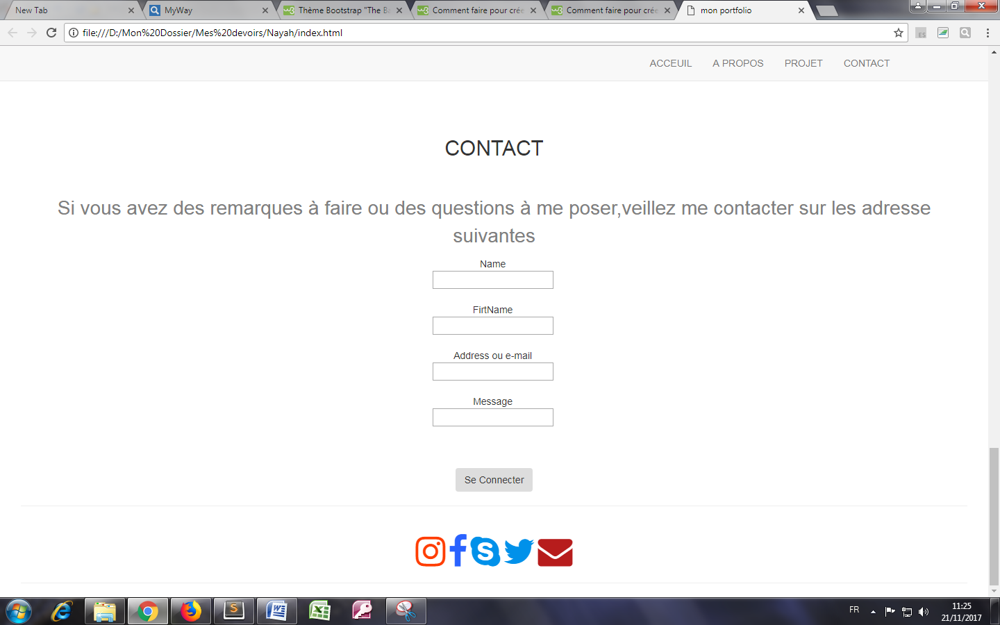 New Tab
MyWay
Thème Bootstrap "The Ba
Comment faire pour crée
Comment faire pour crée
mon portfolio
file:///D:/Mon%20Dossier/Mes%20devoirs/Nayah/index.html
ES
ACCEUIL A PROPOS PROJET CONTACT
CONTACT
Si vous avez des remarques à faire ou des questions à me poser,veillez me contacter sur les adresse
suivantes
Name
FirtName
Address ou e-mail
Message
Se Connecter
FR
11:25
21/11/2017